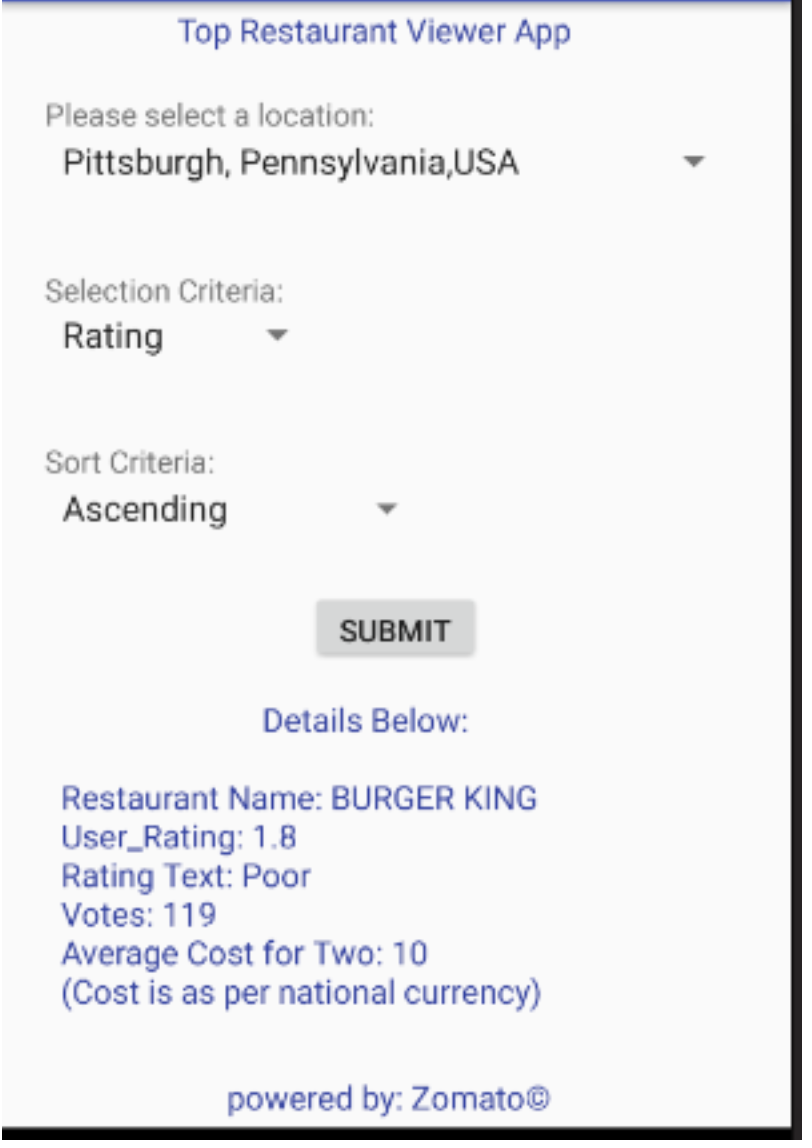 Top Restaurant Viewer App
Please select a location:
Pittsburgh, Pennsylvania,USA
Selection Criteria:
Rating
Sort Criteria:
Ascending
SUBMIT
Details Below:
Restaurant Name: BURGER KING
User_Rating: 1.8
Rating Text: Poor
Votes: 119
Average Cost for Two: 10
(Cost is as per national currency)
powered by: Zomato©